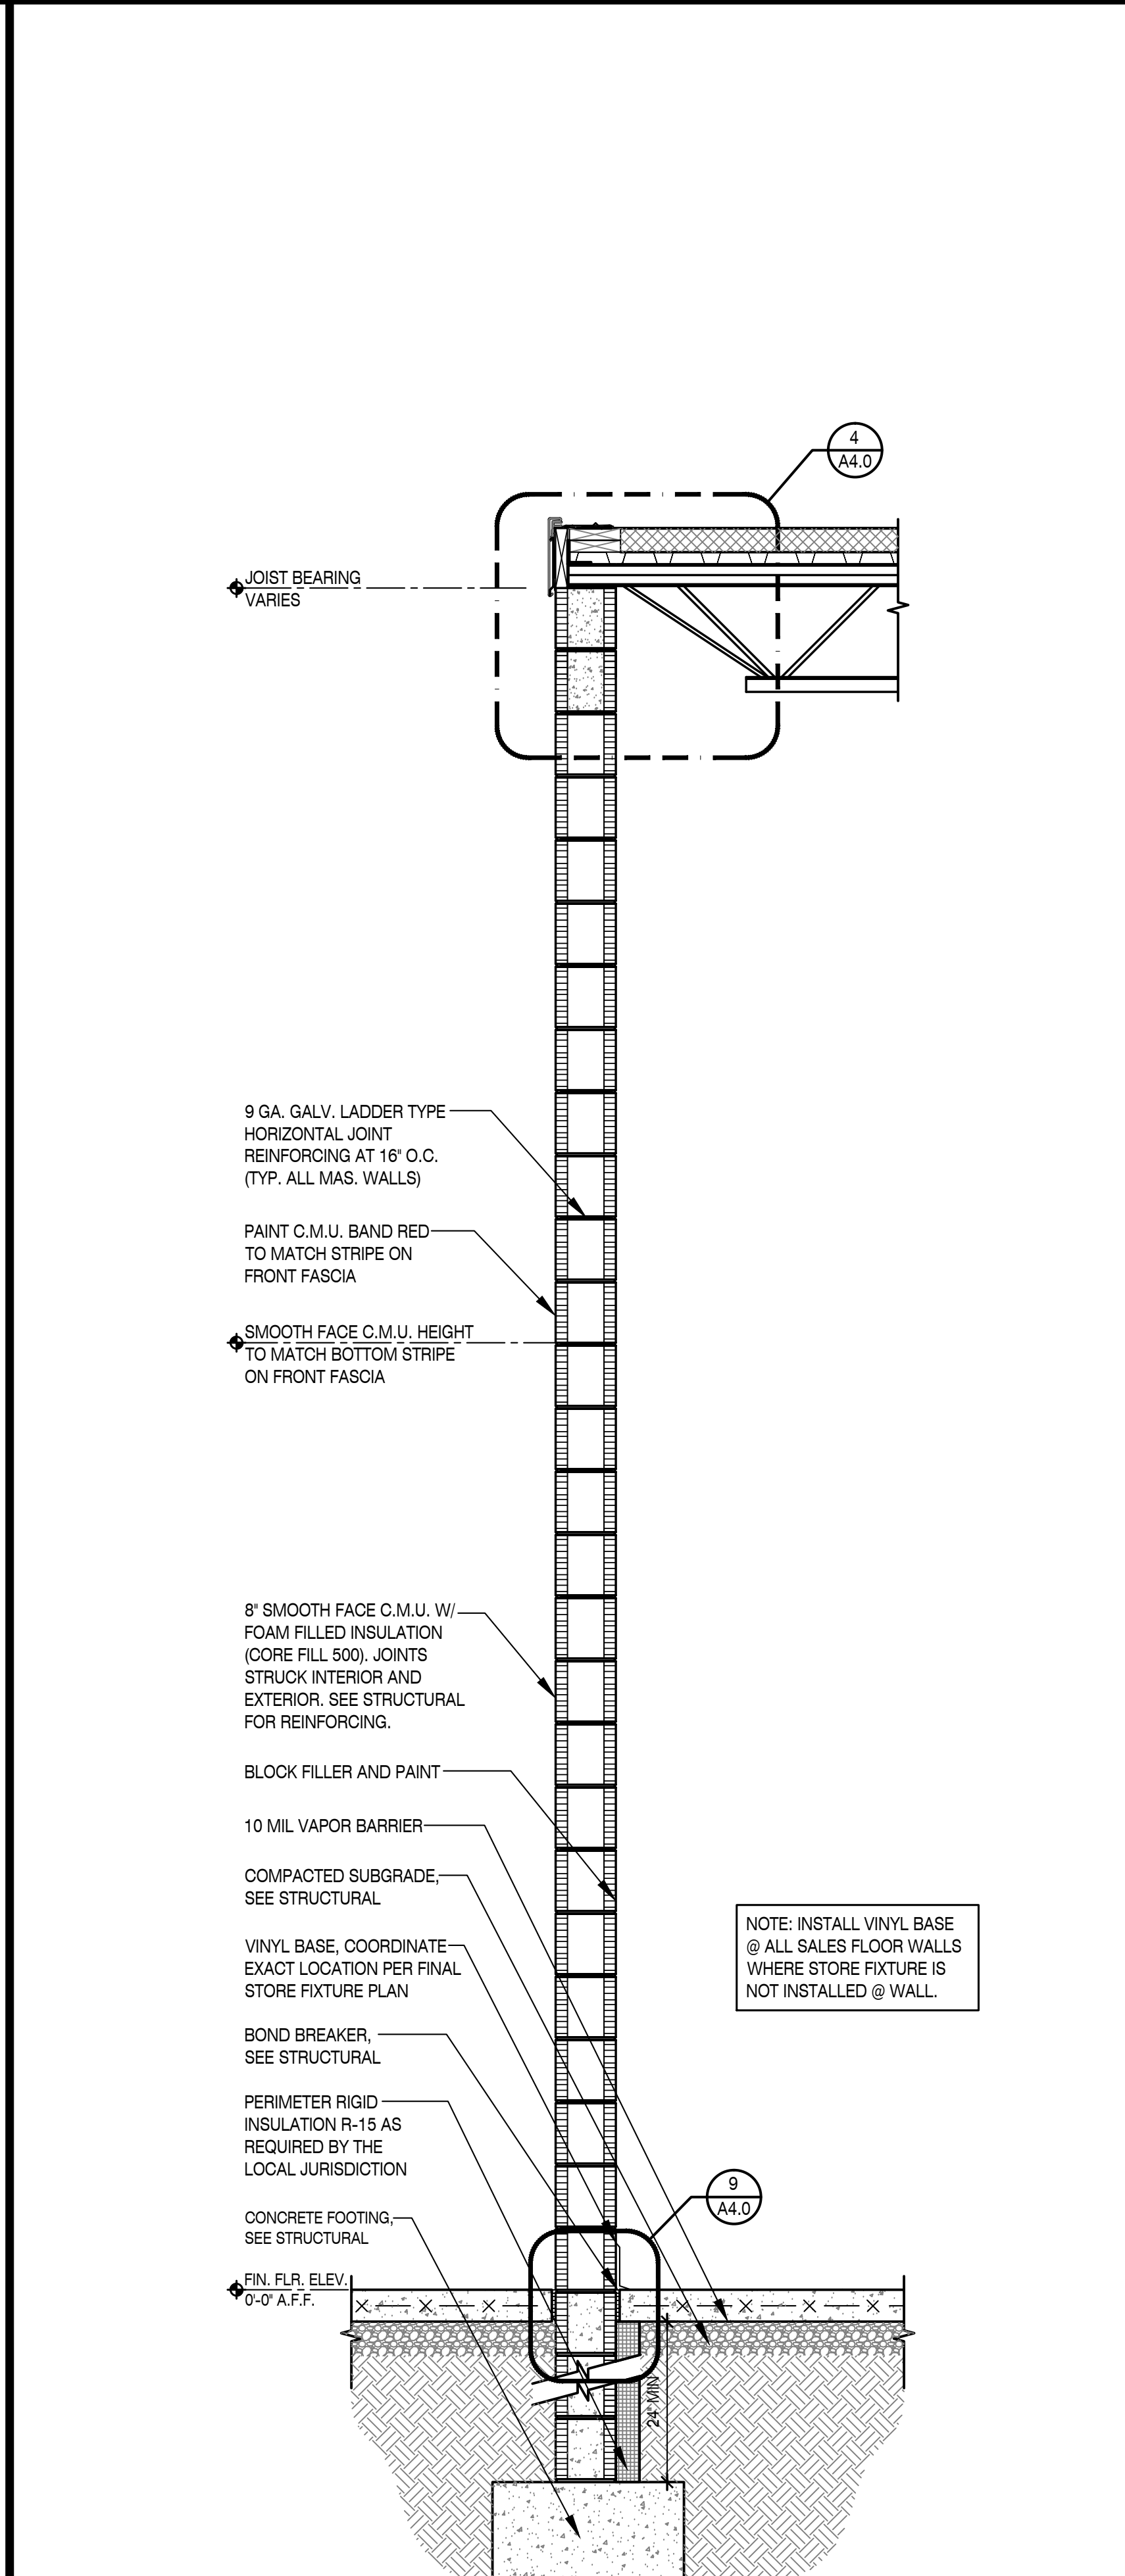 4
A4.0
JOIST BEARING
VARIES
9 GA. GALV. LADDER TYPE
HORIZONTAL JOINT
REINFORCING AT 16" O.C.
(TYP. ALL MAS. WALLS)
PAINT C.M.U. BAND RED
TO MATCH STRIPE ON
FRONT FASCIA
SMOOTH FACE C.M.U. HEIGHT
TO MATCH BOTTOM STRIPE
ON FRONT FASCIA
8" SMOOTH FACE C.M.U. W/
FOAM FILLED INSULATION
(CORE FILL 500). JOINTS
STRUCK INTERIOR AND
EXTERIOR. SEE STRUCTURAL
FOR REINFORCING.
BLOCK FILLER AND PAINT
10 MIL VAPOR BARRIER
COMPACTED SUBGRADE,
SEE STRUCTURAL
NOTE: INSTALL VINYL BASE
@ ALL SALES FLOOR WALLS
WHERE STORE FIXTURE IS
NOT INSTALLED @ WALL.
VINYL BASE, COORDINATE
EXACT LOCATION PER FINAL
STORE FIXTURE PLAN
BOND BREAKER,
SEE STRUCTURAL
PERIMETER RIGID
INSULATION R-15 AS
REQUIRED BY THE
LOCAL JURISDICTION
9
A4.0
CONCRETE FOOTING,
SEE STRUCTURAL
FIN. FLR. ELEV.
0'-0" A.F.F.
24" MIN